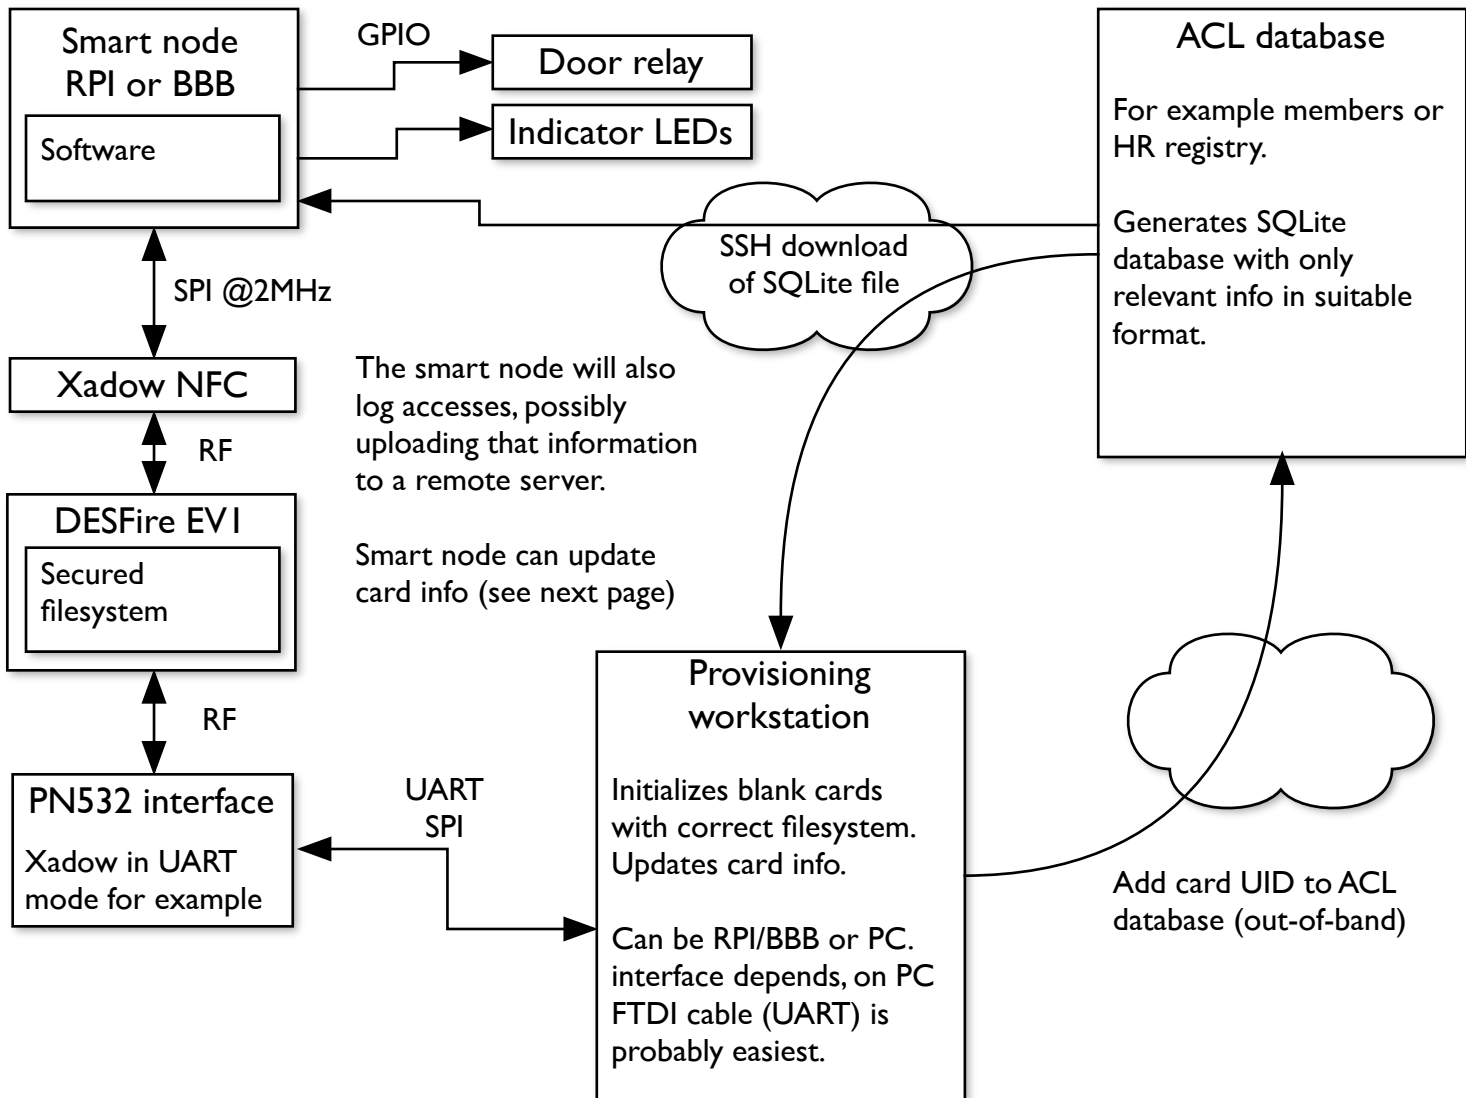 Smart node
RPI or BBB
Software
GPIO
Door relay
Indicator LEDs
ACL database
For example members or
HR registry.
Generates SQLite
database with only
relevant info in suitable
format.
SSH download
of SQLite file
SPI @2MHz
Xadow NFC
RF
DESFire EV1
Secured
filesystem
RF
The smart node will also
log accesses, possibly
uploading that information
to a remote server.
Smart node can update
card info (see next page)
PN532 interface
Xadow in UART
mode for example
UART
SPI
Provisioning
workstation
Initializes blank cards
with correct filesystem.
Updates card info.
Can be RPI/BBB or PC.
interface depends, on PC
FTDI cable (UART) is
probably easiest.
Add card UID to ACL
database (out-of-band)